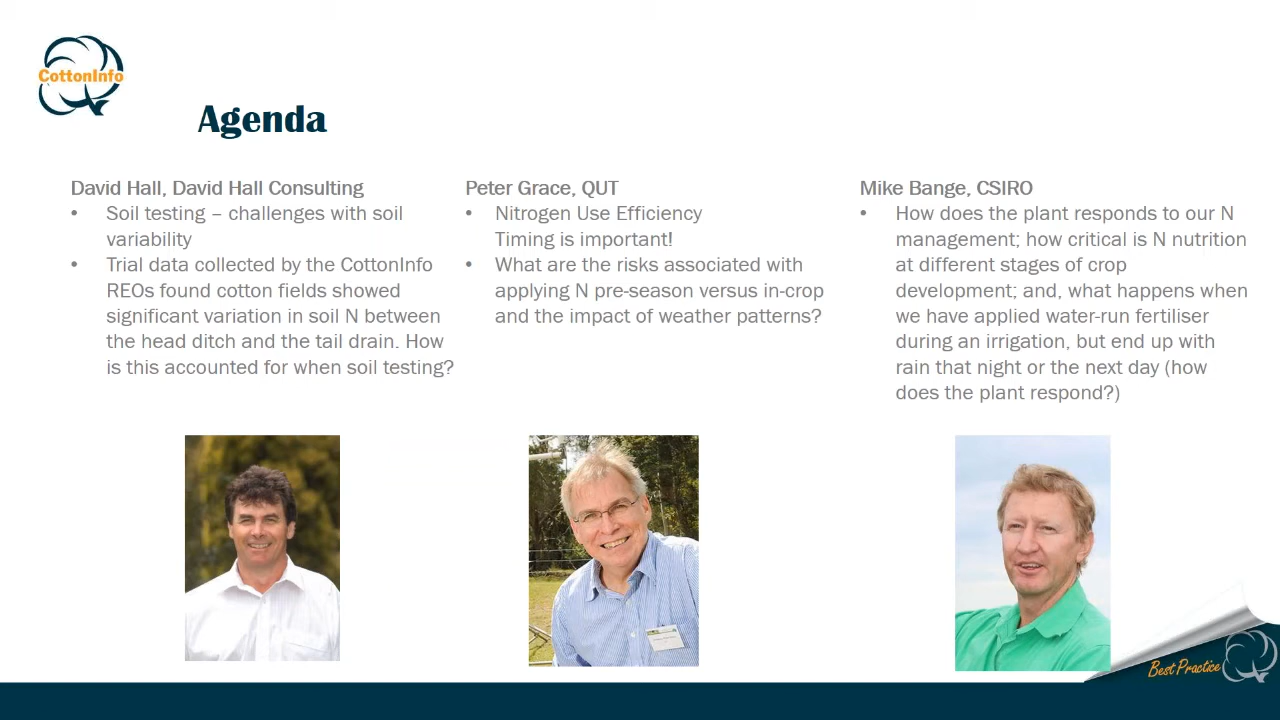 CottonInfo
Agenda
David Hall, David Hall Consulting
• Soil testing – challenges with soil
variability
• Trial data collected by the CottonInfo
REOs found cotton fields showed
significant variation in soil N between
the head ditch and the tail drain. How
is this accounted for when soil testing?
Peter Grace, QUT
• Nitrogen Use Efficiency
Timing is important!
• What are the risks associated with
applying N pre-season versus in-crop
and the impact of weather patterns?
Mike Bange, CSIRO
• How does the plant responds to our N
management; how critical is N nutrition
at different stages of crop
development; and, what happens when
we have applied water-run fertiliser
during an irrigation, but end up with
rain that night or the next day (how
does the plant respond?)
Best Practice